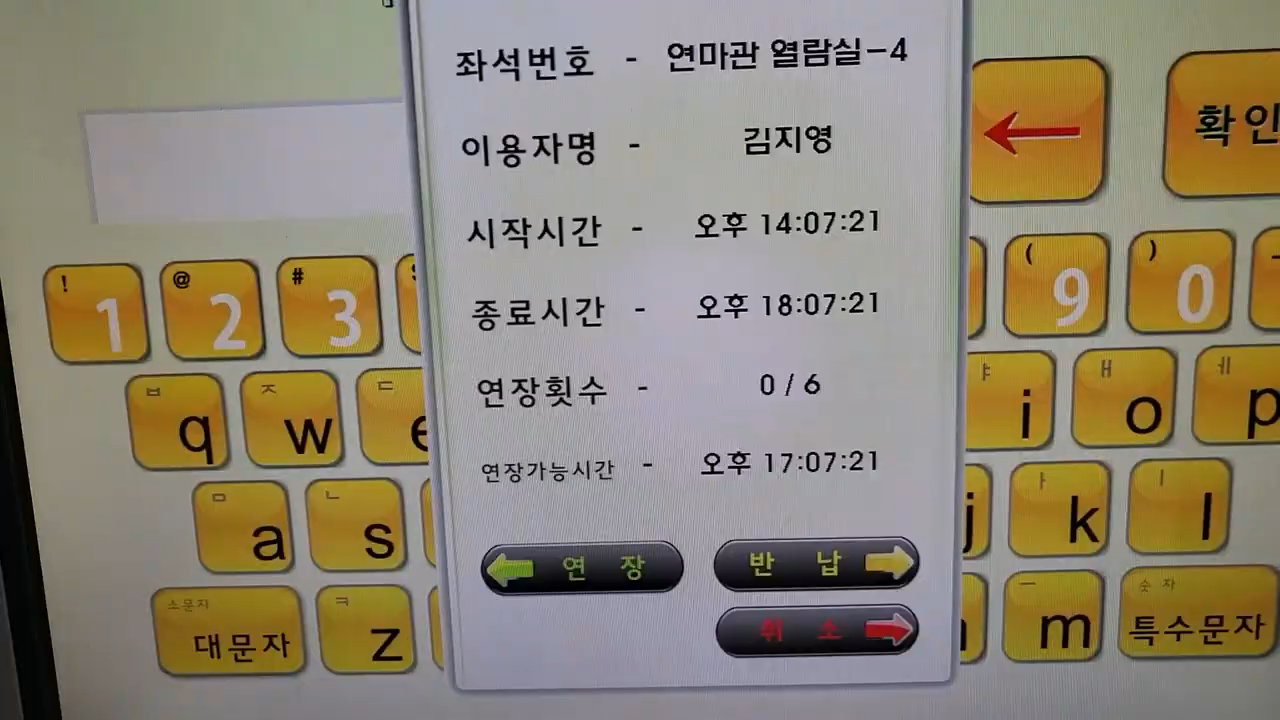 좌석번호 - 연마관 열람실-4
이용자명 - 김지영
시작시간 - 오후 14:07:21
종료시간 - 오후 18:07:21
연장횟수 - 0 / 6
연장가능시간 - 오후 17:07:21
연 장
반 납
취 소
확인
! 1 @ 2 # 3 ( 9 ) 0
ㅂ q ㅈ w ㄷ e ㅑ i ㅐ o ㅔ p
ㅁ a ㄴ s j ㅏ k ㅣ l
소문자 대문자 ㅋ z ㅡ m 숫 자 특수문자